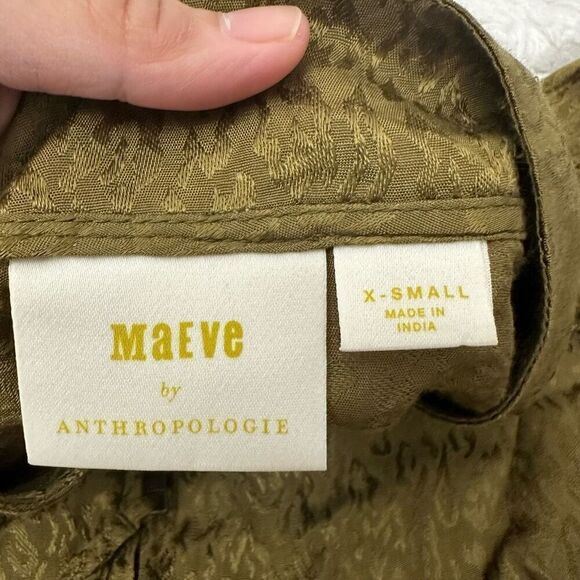 MaEVe
by
ANTHROPOLOGIE
X-SMALL
MADE IN
INDIA